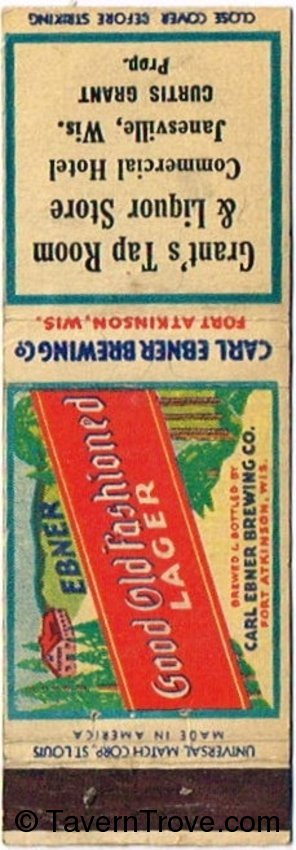 CLOSE COVER BEFORE STRIKING
Grant's Tap Room
& Liquor Store
Commercial Hotel
Janesville, Wis.
CURTIS GRANT
Prop.
CARL EBNER BREWING Co
FORT ATKINSON, WIS.
EBNER
Good Old Fashioned
LAGER
BREWED & BOTTLED BY
CARL EBNER BREWING CO.
FORT ATKINSON, WIS.
MADE IN AMERICA
UNIVERSAL MATCH CORP., ST. LOUIS
© TavernTrove.com